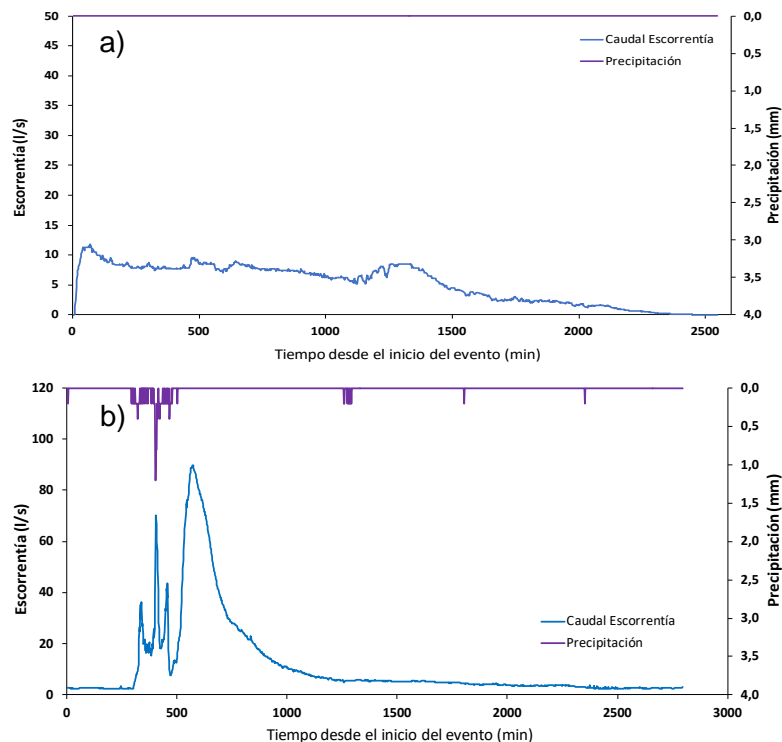 a)
Caudal Escorrentía
Precipitación
Escorrentía (l/s)
50
45
40
35
30
25
20
15
10
5
0
0,0
0,5
1,0
1,5
2,0
2,5
3,0
3,5
4,0
Precipitación (mm)
0 500 1000 1500 2000 2500
Tiempo desde el inicio del evento (min)
b)
Caudal Escorrentía
Precipitación
Escorrentía (l/s)
120
100
80
60
40
20
0
0,0
0,5
1,0
1,5
2,0
2,5
3,0
3,5
4,0
Precipitación (mm)
0 500 1000 1500 2000 2500 3000
Tiempo desde el inicio del evento (min)